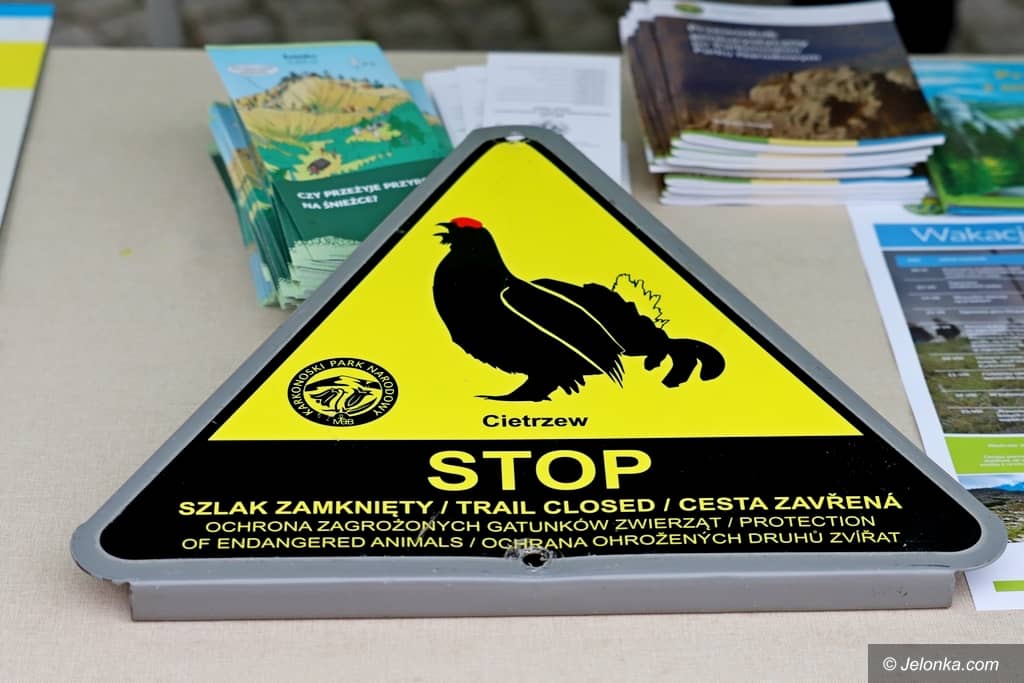 CZY PRZEŻYJE
NA ŚNIEŻCE?
Wakacj
KARKONOSKI PARK NARODOWY
M&B
Cietrzew
STOP
SZLAK ZAMKNIĘTY / TRAIL CLOSED / CESTA ZAVŘENÁ
OCHRONA ZAGROŻONYCH GATUNKÓW ZWIERZĄT / PROTECTION
OF ENDANGERED ANIMALS / OCHRANA OHROŽENÝCH DRUHŮ ZVÍŘAT
© Jelonka.com